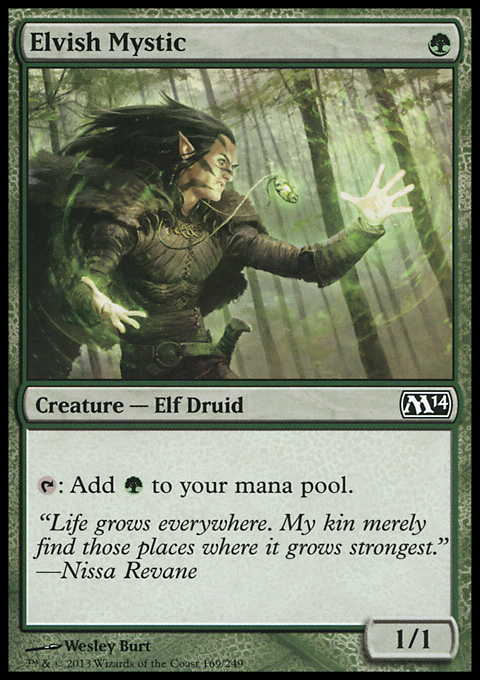 Elvish Mystic
Creature — Elf Druid
M14
: Add to your mana pool.
“Life grows everywhere. My kin merely
find those places where it grows strongest.”
—Nissa Revane
Wesley Burt
1/1
™ & © 2013 Wizards of the Coast 169/249